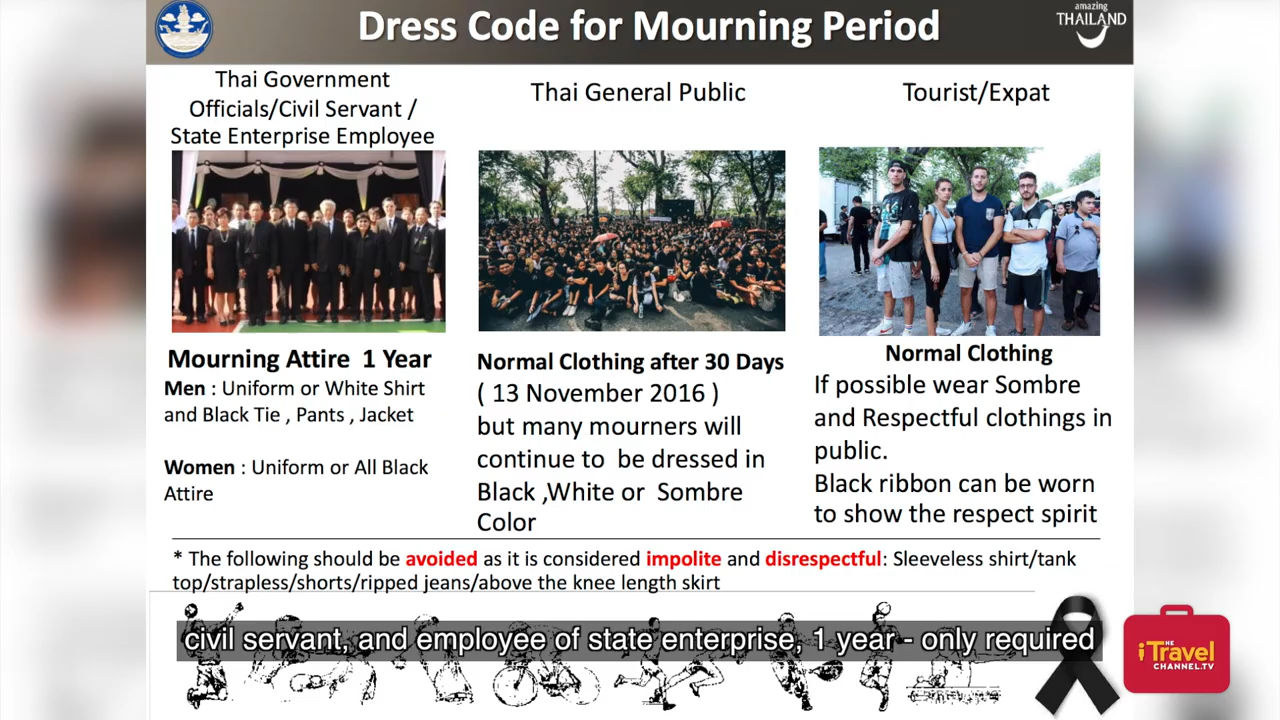 Dress Code for Mourning Period
amazing
THAILAND
Thai Government
Officials/Civil Servant /
State Enterprise Employee
Mourning Attire 1 Year
Men : Uniform or White Shirt
and Black Tie , Pants , Jacket
Women : Uniform or All Black
Attire
Thai General Public
Normal Clothing after 30 Days
( 13 November 2016 )
but many mourners will
continue to be dressed in
Black ,White or Sombre
Color
Tourist/Expat
Normal Clothing
If possible wear Sombre
and Respectful clothings in
public.
Black ribbon can be worn
to show the respect spirit
* The following should be avoided as it is considered impolite and disrespectful: Sleeveless shirt/tank
top/strapless/shorts/ripped jeans/above the knee length skirt
civil servant, and employee of state enterprise, 1 year - only required
THE
iTravel
CHANNEL.TV